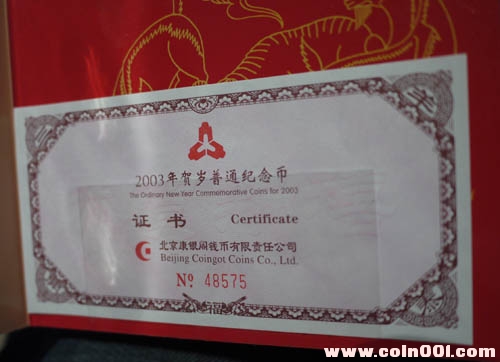 2003年贺岁普通纪念币
The Ordinary New Year Commemorative Coins for 2003
证书 Certificate
北京康银阁钱币有限责任公司
Beijing Coingot Coins Co., Ltd.
Nº 48575
www.coin001.com